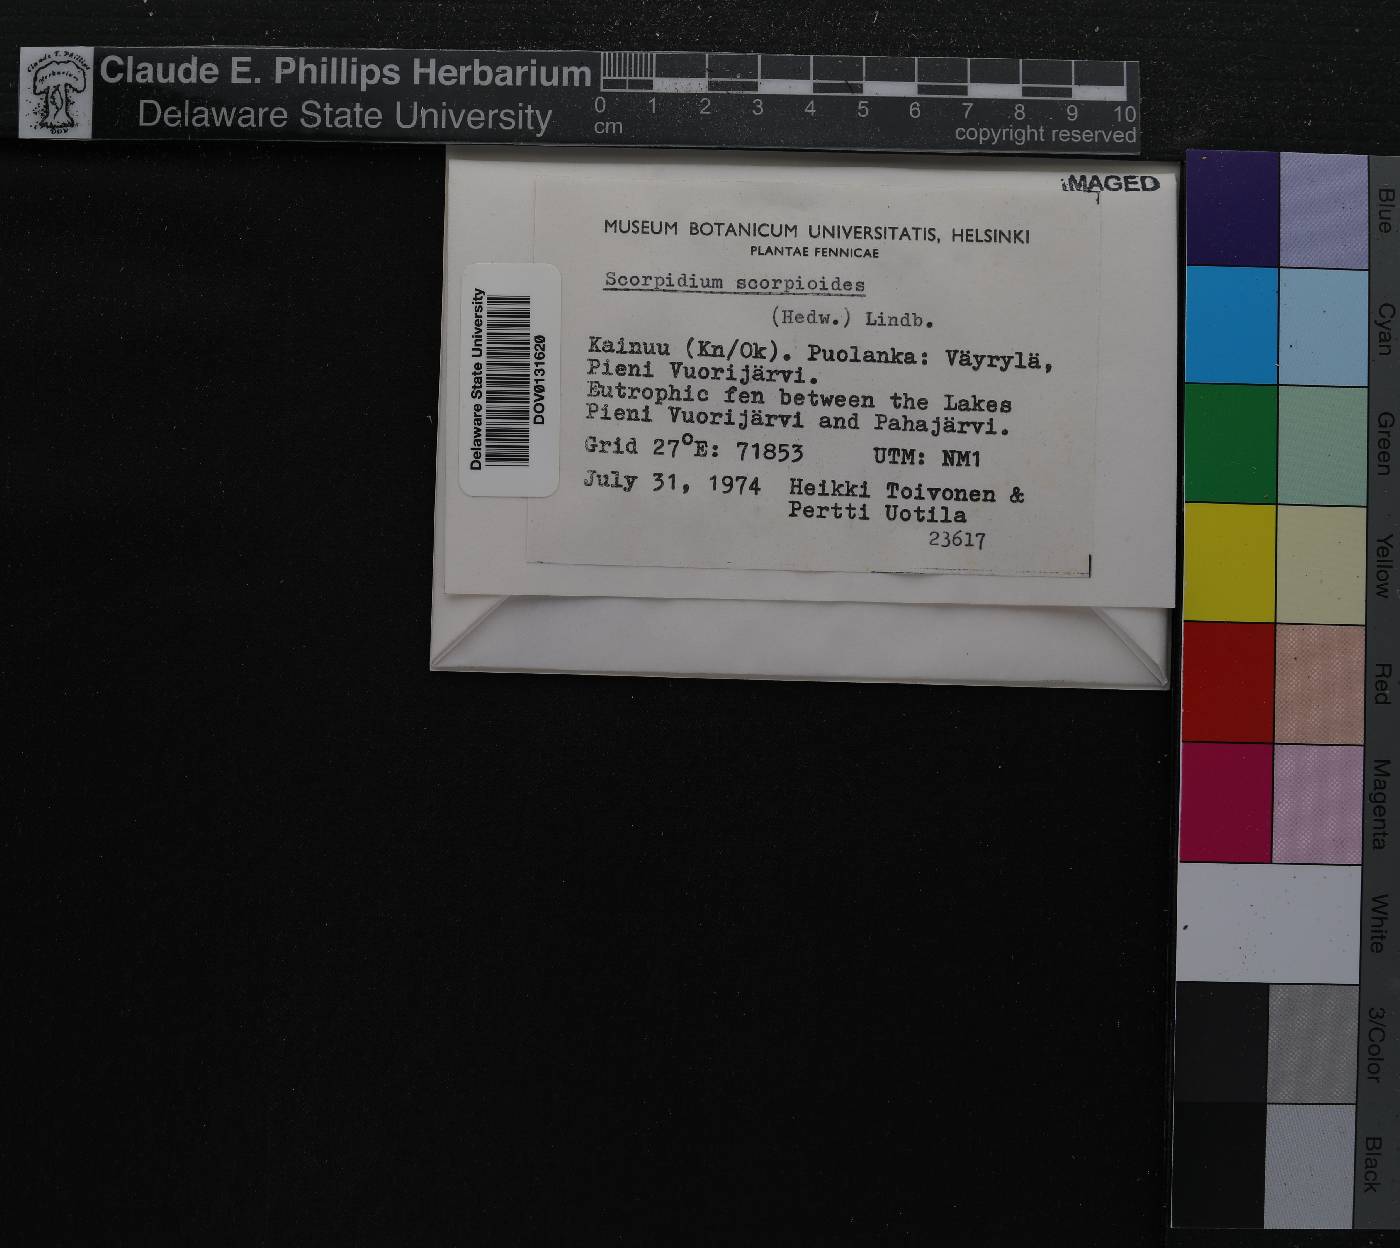 Claude E. Phillips Herbarium
Delaware State University
0 1 2 3 4 5 6 7 8 9 10
cm
copyright reserved
IMAGED
MUSEUM BOTANICUM UNIVERSITATIS, HELSINKI
PLANTAE FENNICAE
Scorpidium scorpioides
(Hedw.) Lindb.
Kainuu (Kn/Ok). Puolanka: Väyrylä,
Pieni Vuorijärvi.
Eutrophic fen between the Lakes
Pieni Vuorijärvi and Pahajärvi.
Grid 27°E: 71853 UTM: NM1
July 31, 1974 Heikki Toivonen &
Pertti Uotila
23617
Delaware State University
DOV0131620
Blue
Cyan
Green
Yellow
Red
Magenta
White
3/Color
Black